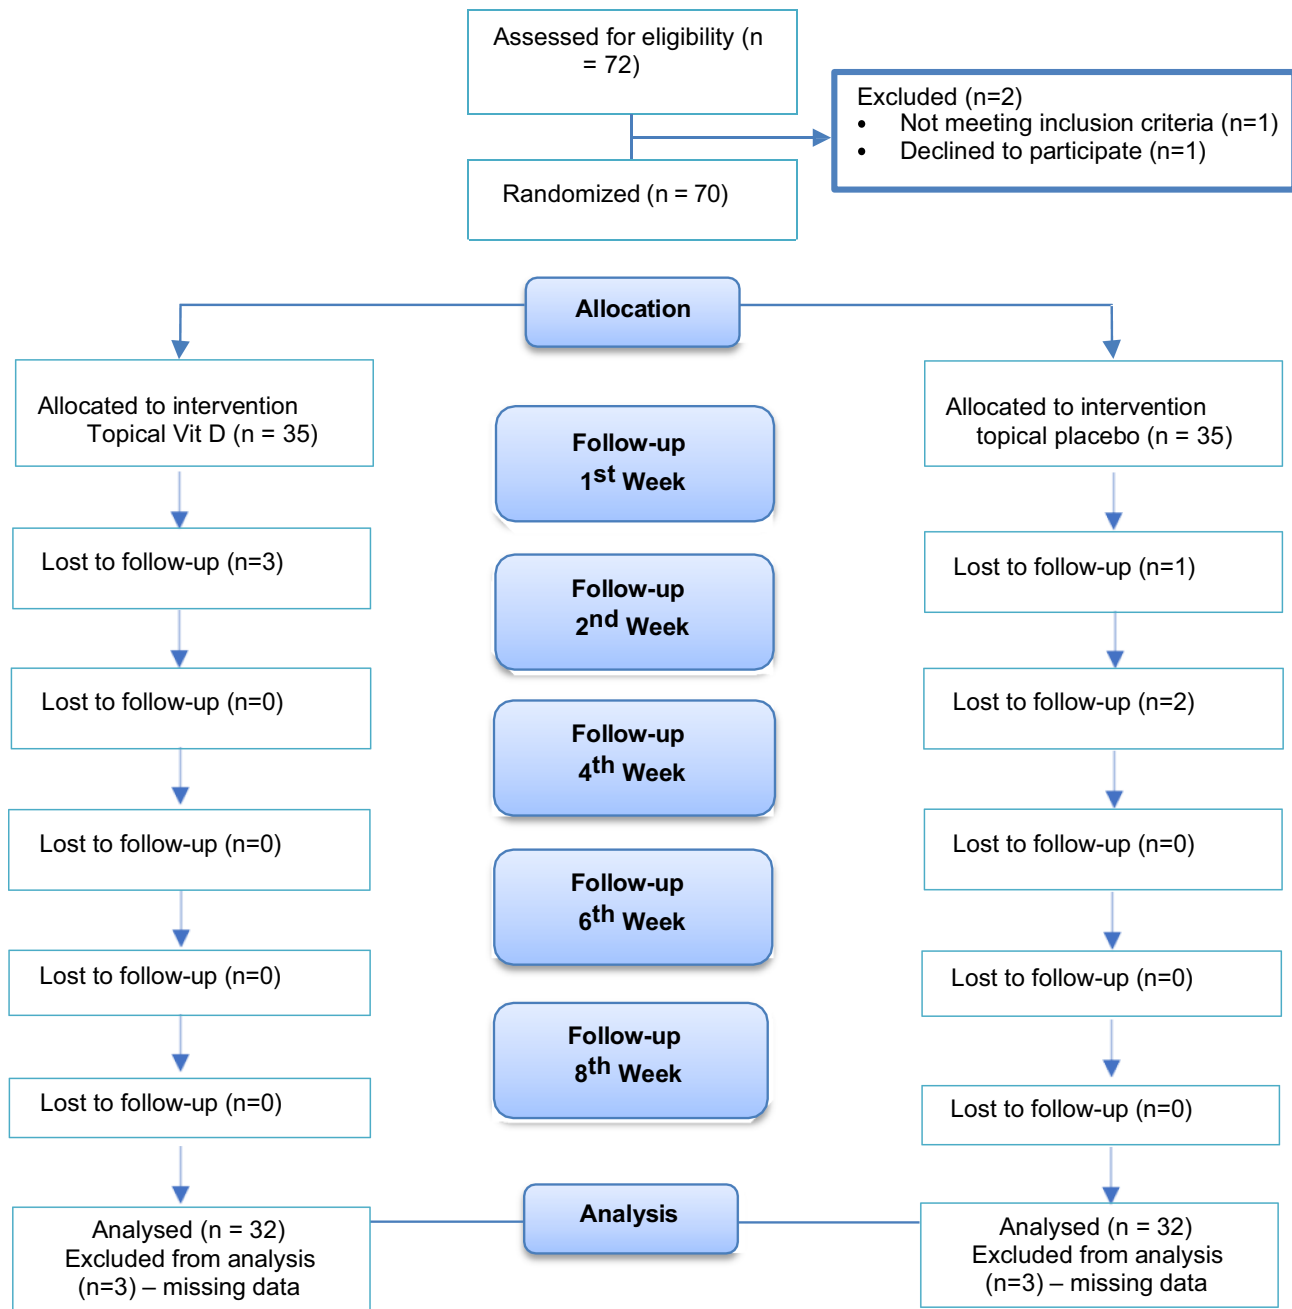 Assessed for eligibility (n
= 72)
Excluded (n=2)
• Not meeting inclusion criteria (n=1)
• Declined to participate (n=1)
Randomized (n = 70)
Allocation
Allocated to intervention
Topical Vit D (n = 35)
Allocated to intervention
topical placebo (n = 35)
Follow-up
1st Week
Lost to follow-up (n=3)
Lost to follow-up (n=1)
Follow-up
2nd Week
Lost to follow-up (n=0)
Lost to follow-up (n=2)
Follow-up
4th Week
Lost to follow-up (n=0)
Lost to follow-up (n=0)
Follow-up
6th Week
Lost to follow-up (n=0)
Lost to follow-up (n=0)
Follow-up
8th Week
Lost to follow-up (n=0)
Lost to follow-up (n=0)
Analysis
Analysed (n = 32)
Excluded from analysis
(n=3) – missing data
Analysed (n = 32)
Excluded from analysis
(n=3) – missing data